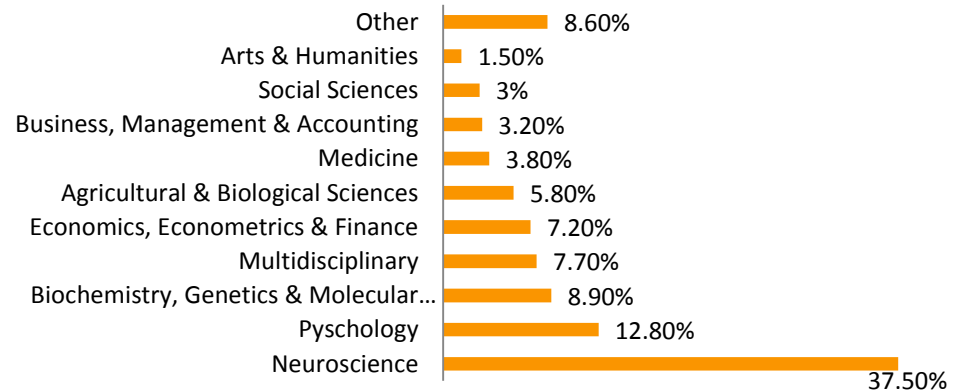 Other 8.60%
Arts & Humanities 1.50%
Social Sciences 3%
Business, Management & Accounting 3.20%
Medicine 3.80%
Agricultural & Biological Sciences 5.80%
Economics, Econometrics & Finance 7.20%
Multidisciplinary 7.70%
Biochemistry, Genetics & Molecular... 8.90%
Pyschology 12.80%
Neuroscience 37.50%